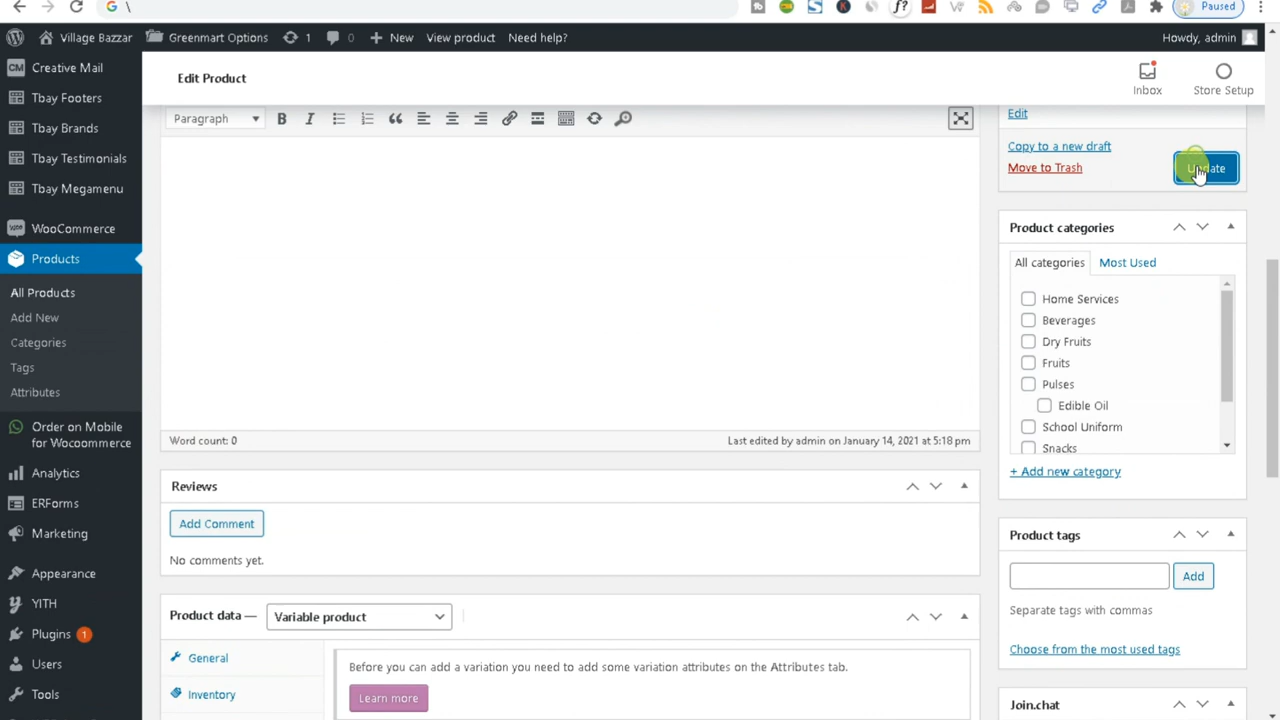 \
Paused
Village Bazzar
Greenmart Options
1
0
New
View product
Need help?
Howdy, admin
Creative Mail
Tbay Footers
Tbay Brands
Tbay Testimonials
Tbay Megamenu
WooCommerce
Products
All Products
Add New
Categories
Tags
Attributes
Order on Mobile
for Wocoommerce
Analytics
ERForms
Marketing
Appearance
YITH
Plugins 1
Users
Tools
Edit Product
Inbox
Store Setup
Paragraph
Word count: 0
Last edited by admin on January 14, 2021 at 5:18 pm
Reviews
Add Comment
No comments yet.
Product data —
Variable product
General
Inventory
Before you can add a variation you need to add some variation attributes on the Attributes tab.
Learn more
Edit
Copy to a new draft
Move to Trash
Update
Product categories
All categories
Most Used
Home Services
Beverages
Dry Fruits
Fruits
Pulses
Edible Oil
School Uniform
Snacks
+ Add new category
Product tags
Add
Separate tags with commas
Choose from the most used tags
Join.chat